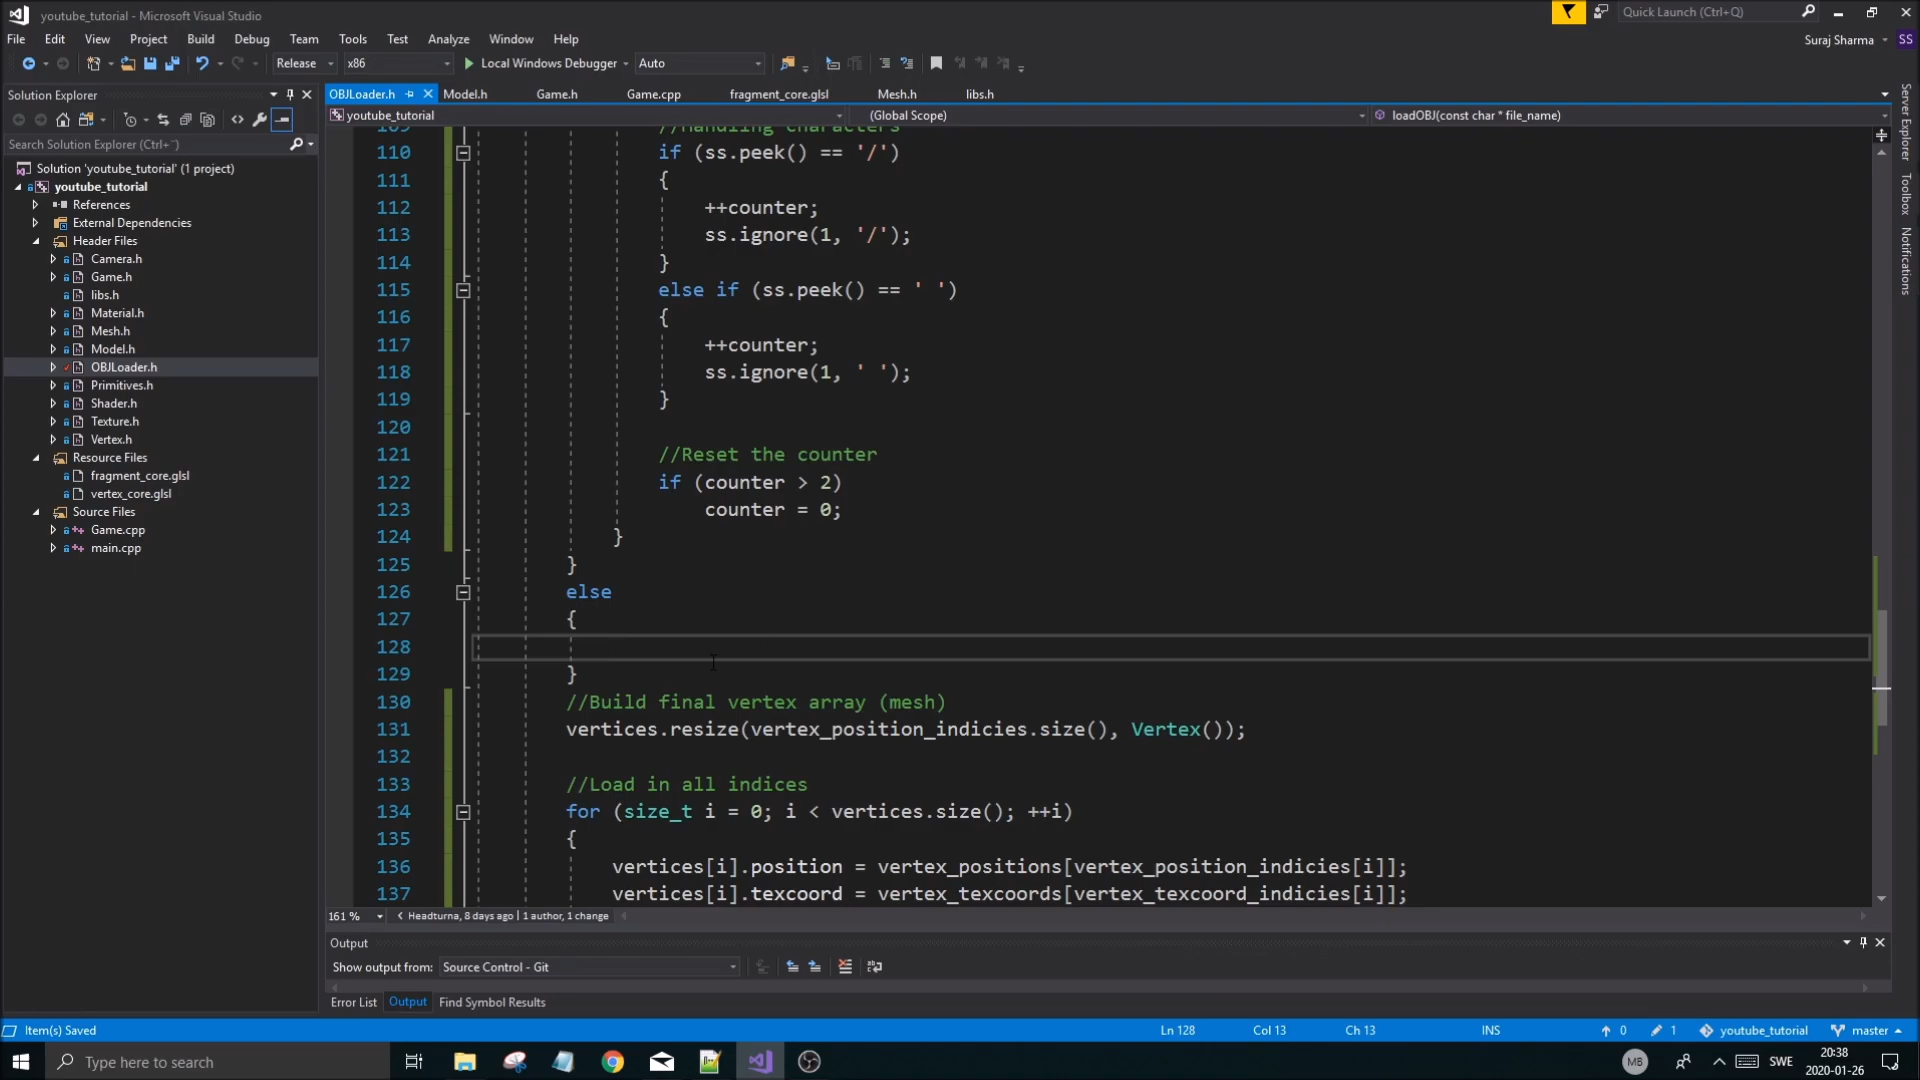 youtube_tutorial - Microsoft Visual Studio
Quick Launch (Ctrl+Q)
File Edit View Project Build Debug Team Tools Test Analyze Window Help
Suraj Sharma
SS
Release
x86
Local Windows Debugger
Auto
Solution Explorer
OBJLoader.h
Model.h
Game.h
Game.cpp
fragment_core.glsl
Mesh.h
libs.h
youtube_tutorial
(Global Scope)
loadOBJ(const char * file_name)
Search Solution Explorer (Ctrl+¨)
Solution 'youtube_tutorial' (1 project)
youtube_tutorial
References
External Dependencies
Header Files
Camera.h
Game.h
libs.h
Material.h
Mesh.h
Model.h
OBJLoader.h
Primitives.h
Shader.h
Texture.h
Vertex.h
Resource Files
fragment_core.glsl
vertex_core.glsl
Source Files
Game.cpp
main.cpp
109 //Handling characters
110 if (ss.peek() == '/')
111 {
112 ++counter;
113 ss.ignore(1, '/');
114 }
115 else if (ss.peek() == ' ')
116 {
117 ++counter;
118 ss.ignore(1, ' ');
119 }
120
121 //Reset the counter
122 if (counter > 2)
123 counter = 0;
124 }
125 }
126 else
127 {
128
129 }
130 //Build final vertex array (mesh)
131 vertices.resize(vertex_position_indicies.size(), Vertex());
132
133 //Load in all indices
134 for (size_t i = 0; i < vertices.size(); ++i)
135 {
136 vertices[i].position = vertex_positions[vertex_position_indicies[i]];
137 vertices[i].texcoord = vertex_texcoords[vertex_texcoord_indicies[i]];
161 %
Headturna, 8 days ago | 1 author, 1 change
Server Explorer
Toolbox
Notifications
Output
Show output from:
Source Control - Git
Error List
Output
Find Symbol Results
Item(s) Saved
Ln 128
Col 13
Ch 13
INS
0
1
youtube_tutorial
master
Type here to search
MB
SWE
20:38
2020-01-26